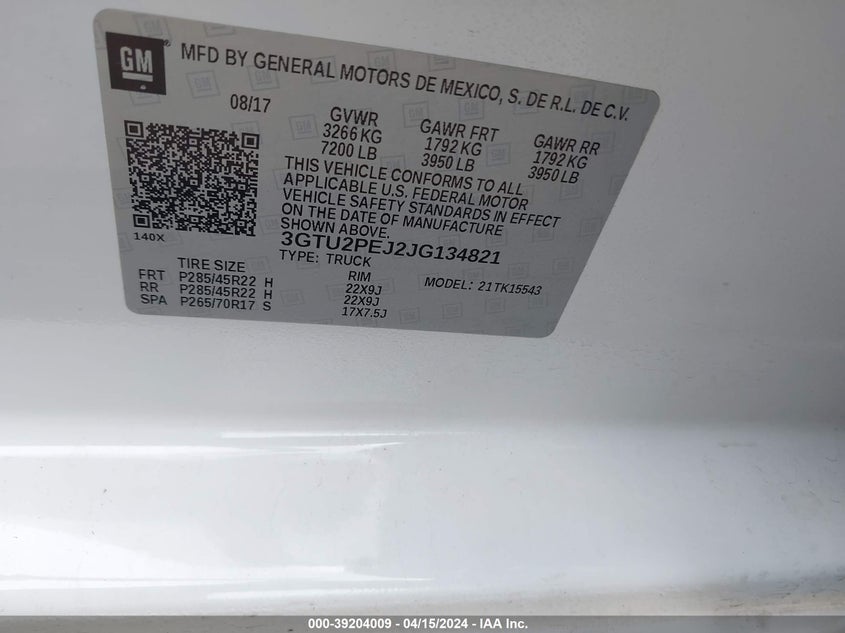 GM
MFD BY GENERAL MOTORS DE MEXICO, S. DE R.L. DE C.V.
08/17
GVWR GAWR FRT GAWR RR
3266 KG 1792 KG 1792 KG
7200 LB 3950 LB 3950 LB
THIS VEHICLE CONFORMS TO ALL
APPLICABLE U.S. FEDERAL MOTOR
VEHICLE SAFETY STANDARDS IN EFFECT
ON THE DATE OF MANUFACTURE
SHOWN ABOVE.
140X
3GTU2PEJ2JG134821
TYPE: TRUCK
MODEL: 21TK15543
TIRE SIZE RIM
FRT P285/45R22 H 22X9J
RR P285/45R22 H 22X9J
SPA P265/70R17 S 17X7.5J
000-39204009 - 04/15/2024 - IAA Inc.